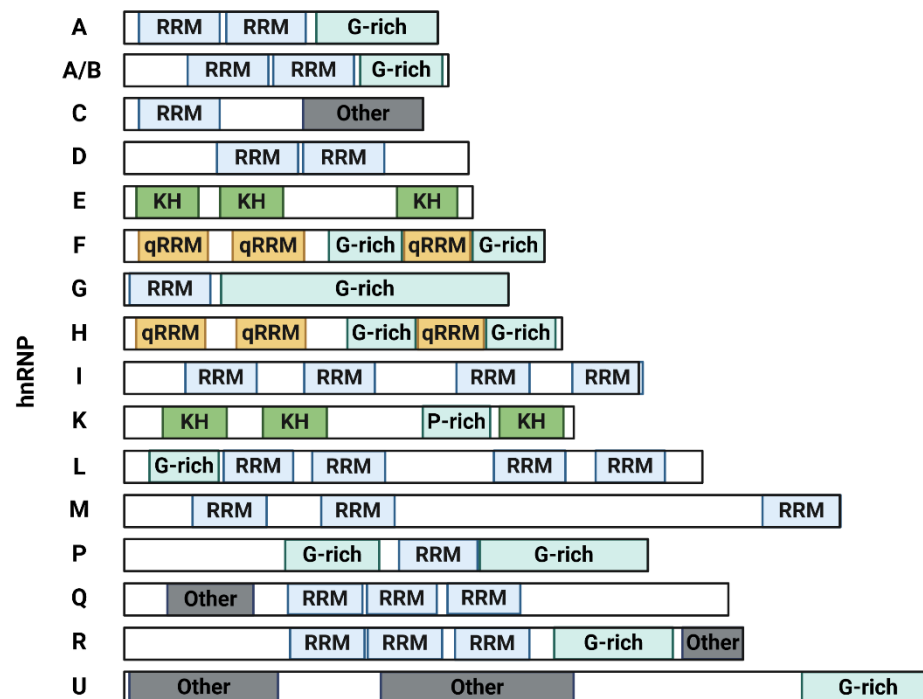 A RRM RRM G-rich
A/B RRM RRM G-rich
C RRM Other
D RRM RRM
E KH KH KH
F qRRM qRRM G-rich qRRM G-rich
G RRM G-rich
H qRRM qRRM G-rich qRRM G-rich
I RRM RRM RRM RRM
K KH KH P-rich KH
L G-rich RRM RRM RRM RRM
M RRM RRM RRM
P G-rich RRM G-rich
Q Other RRM RRM RRM
R RRM RRM RRM G-rich Other
U Other Other G-rich
hnRNP